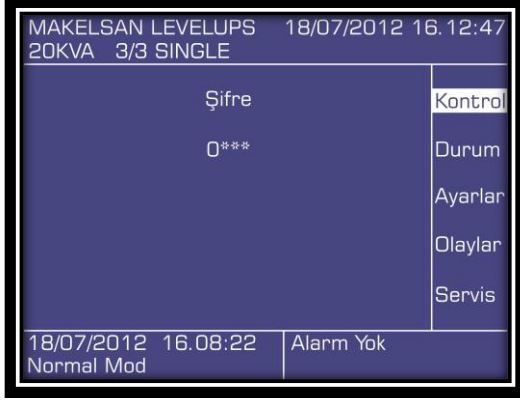 MAKELSAN LEVELUPS 18/07/2012 16.12:47
20KVA 3/3 SINGLE
Şifre
0***
Kontrol
Durum
Ayarlar
Olaylar
Servis
18/07/2012 16.08:22 Alarm Yok
Normal Mod